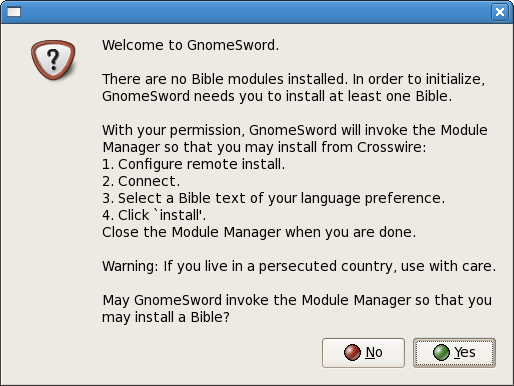 Welcome to GnomeSword.
There are no Bible modules installed. In order to initialize,
GnomeSword needs you to install at least one Bible.
With your permission, GnomeSword will invoke the Module
Manager so that you may install from Crosswire:
1. Configure remote install.
2. Connect.
3. Select a Bible text of your language preference.
4. Click `install'.
Close the Module Manager when you are done.
Warning: If you live in a persecuted country, use with care.
May GnomeSword invoke the Module Manager so that you
may install a Bible?
No
Yes